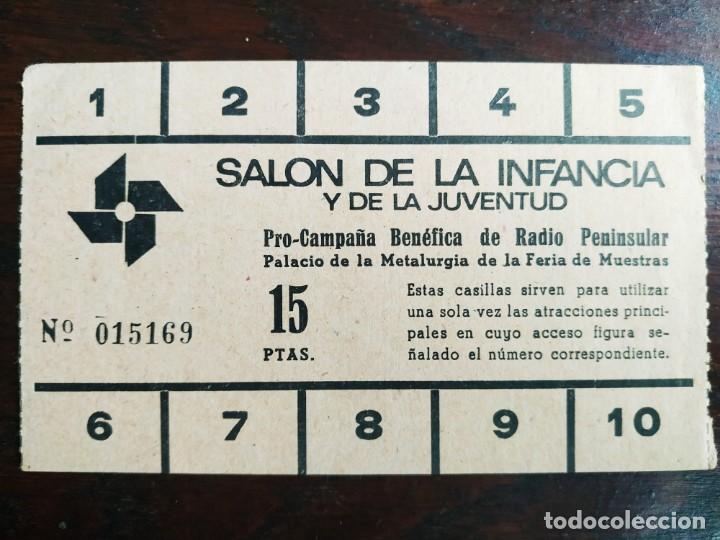 1 2 3 4 5
SALON DE LA INFANCIA
Y DE LA JUVENTUD
Pro-Campaña Benéfica de Radio Peninsular
Palacio de la Metalurgia de la Feria de Muestras
Nº 015169
15
PTAS.
Estas casillas sirven para utilizar
una sola vez las atracciones princi-
pales en cuyo acceso figura se-
ñalado el número correspondiente.
6 7 8 9 10
todocoleccion.net